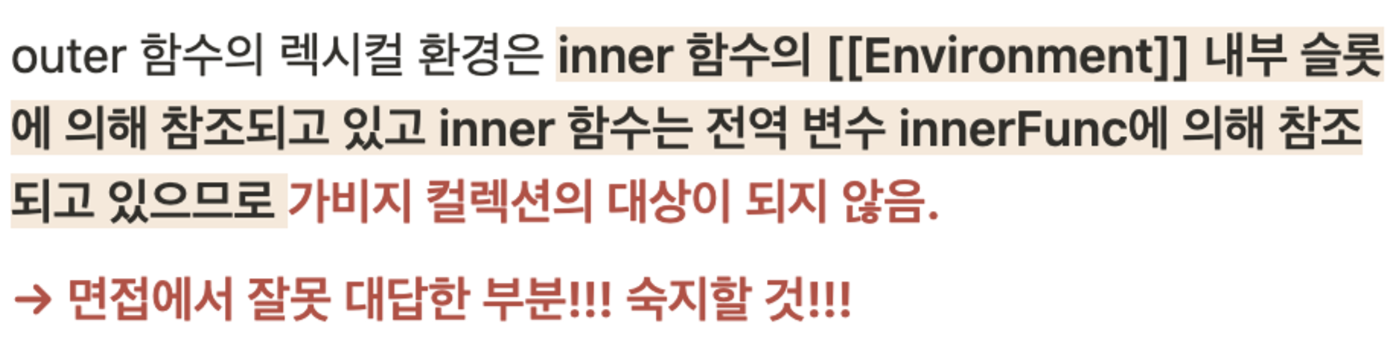 outer 함수의 렉시컬 환경은 inner 함수의 [[Environment]] 내부 슬롯
에 의해 참조되고 있고 inner 함수는 전역 변수 innerFunc에 의해 참조
되고 있으므로 가비지 컬렉션의 대상이 되지 않음.
→ 면접에서 잘못 대답한 부분!!! 숙지할 것!!!